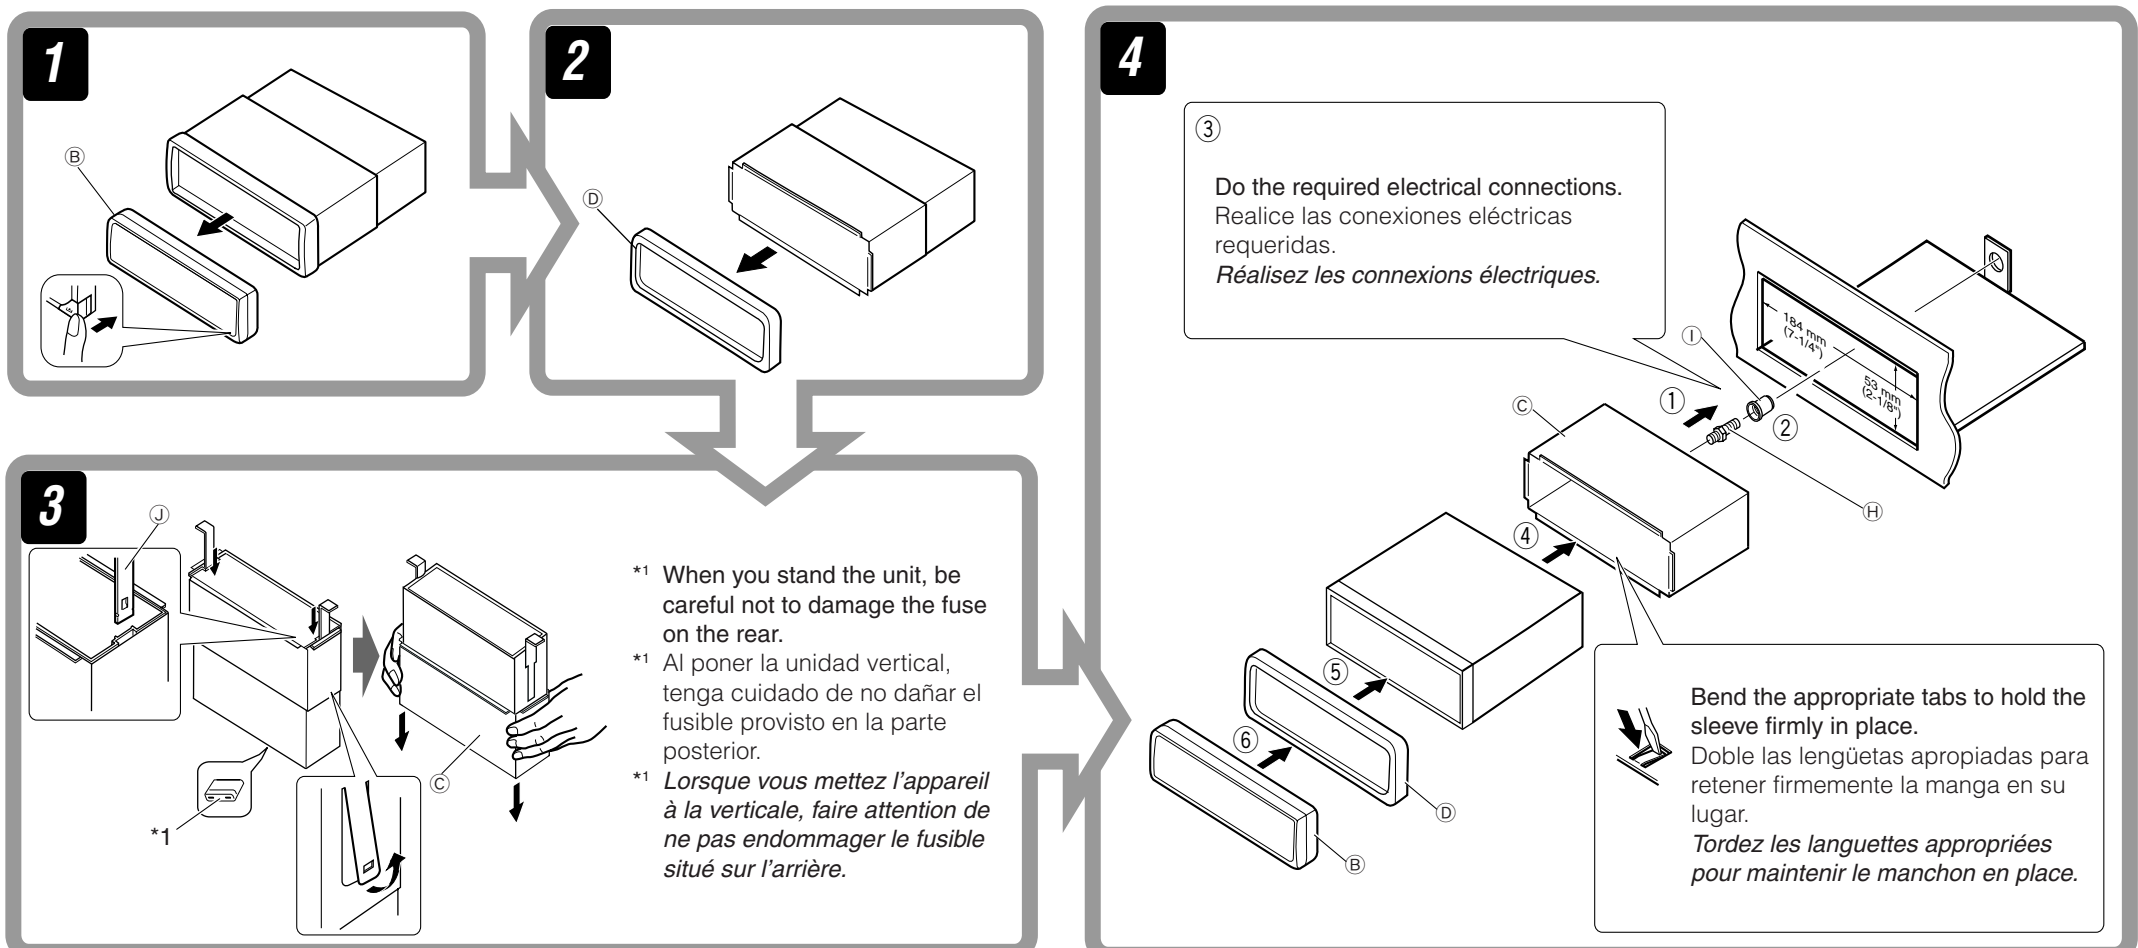 1
Ⓑ
2
Ⓓ
3
Ⓙ
*1
Ⓒ
*1 When you stand the unit, be
careful not to damage the fuse
on the rear.
*1 Al poner la unidad vertical,
tenga cuidado de no dañar el
fusible provisto en la parte
posterior.
*1 Lorsque vous mettez l’appareil
à la verticale, faire attention de
ne pas endommager le fusible
situé sur l’arrière.
4
③
Do the required electrical connections.
Realice las conexiones eléctricas
requeridas.
Réalisez les connexions électriques.
184 mm
(7-1/4")
53 mm
(2-1/8")
Ⓘ
①
②
Ⓒ
Ⓗ
④
⑤
⑥
Ⓓ
Ⓑ
Bend the appropriate tabs to hold the
sleeve firmly in place.
Doble las lengüetas apropiadas para
retener firmemente la manga en su
lugar.
Tordez les languettes appropriées
pour maintenir le manchon en place.